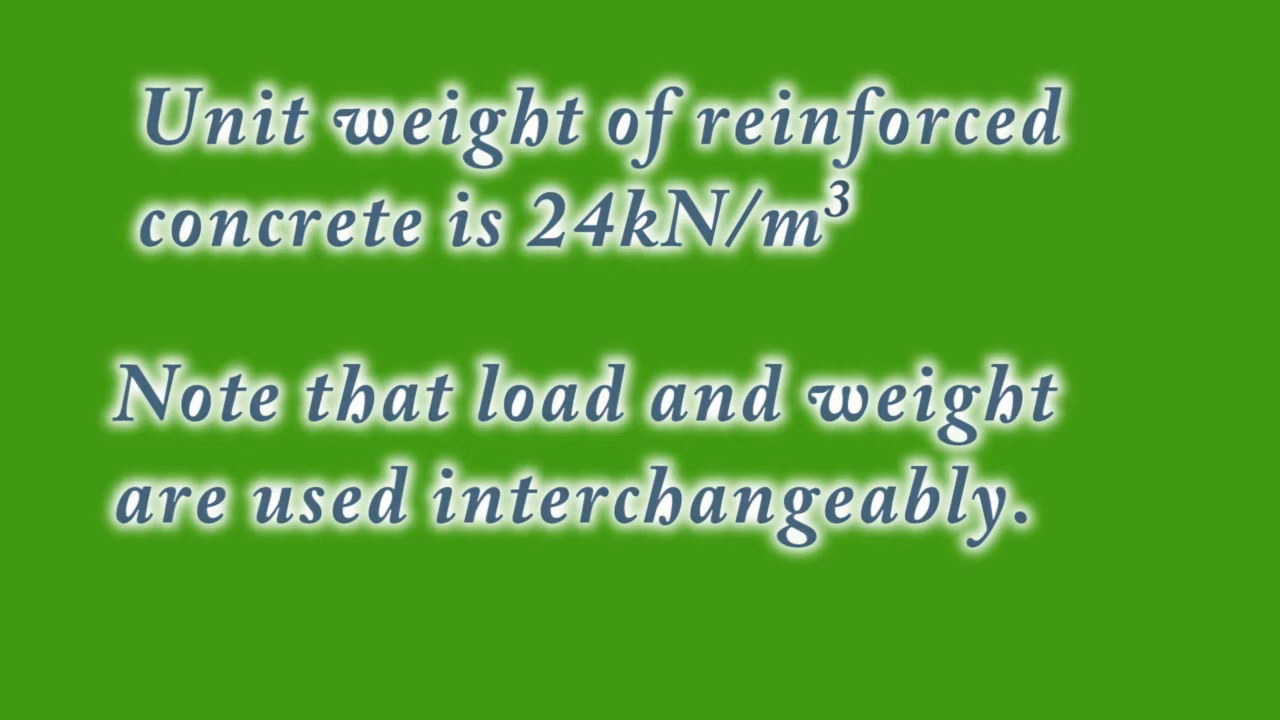 Unit weight of reinforced
concrete is 24kN/m³
Note that load and weight
are used interchangeably.